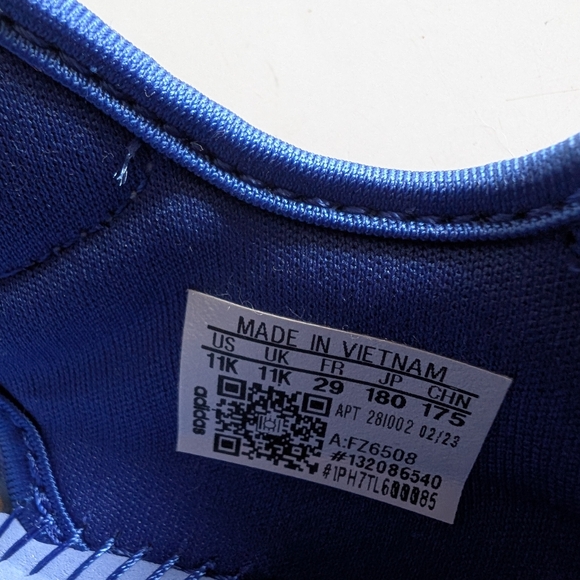 MADE IN VIETNAM
US UK FR JP CHN
11K 11K 29 180 175
adidas
APT 281002 02/23
A:FZ6508
#132086540
#1PH7TL600085